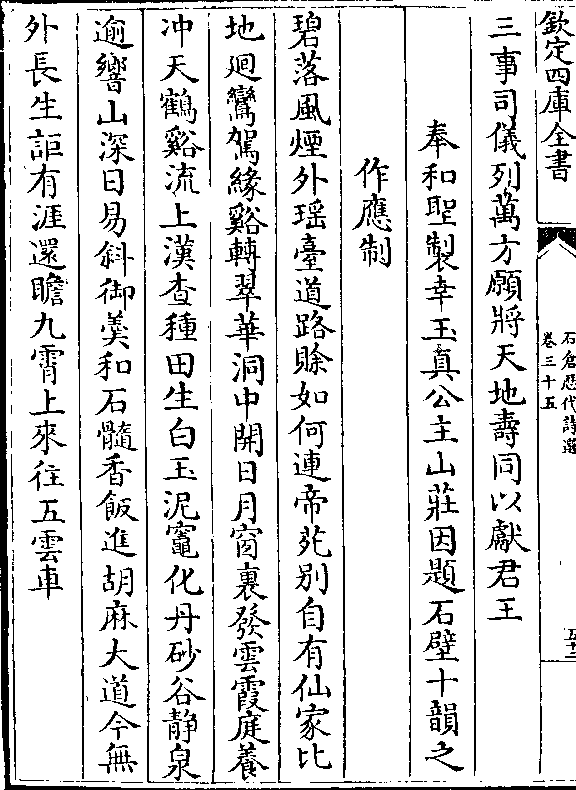 欽定四庫全書
石倉歴代詩選
卷三十五
三事司儀列萬方願將天地壽同以獻君王
奉和聖製幸玉真公主山莊因題石壁十韻之
作應制
碧落風煙外瑶臺道路賖如何連帝苑别自有仙家比
地廻鸞駕緣谿轉翠華洞中開日月窗裏發雲霞庭養
冲天鶴谿流上漢查種田生白玉泥竈化丹砂谷静泉
逾響山深日易斜御羮和石髓香飯進胡麻大道今無
外長生詎有涯還瞻九霄上來往五雲車